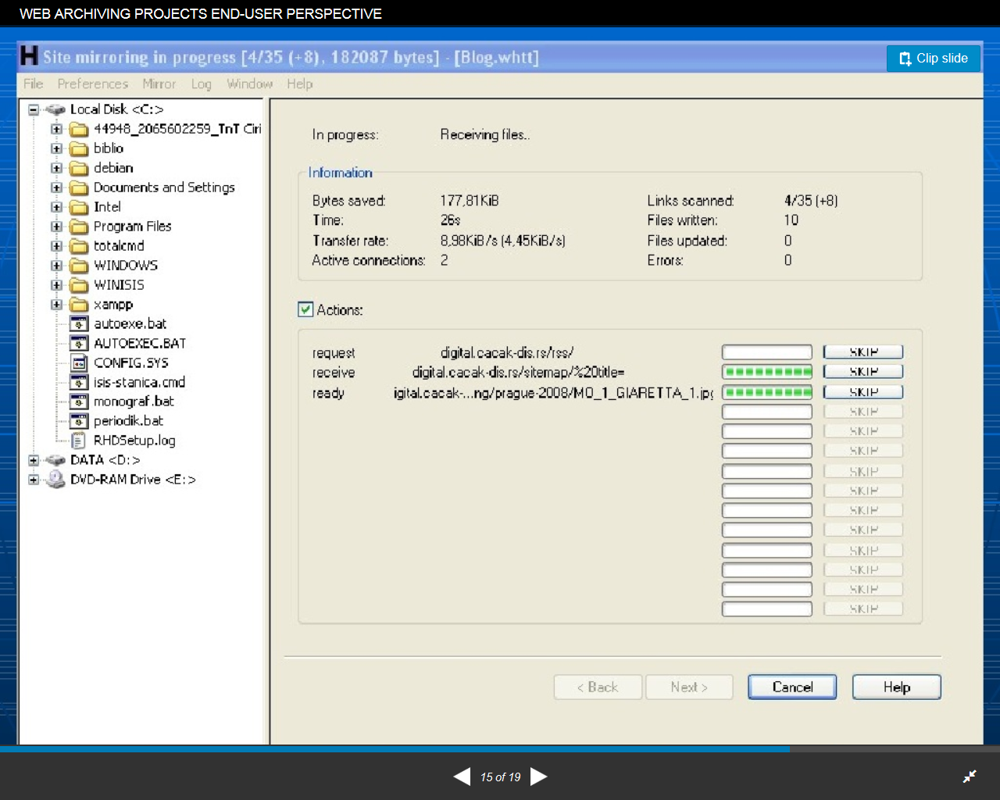 WEB ARCHIVING PROJECTS END-USER PERSPECTIVE
H Site mirroring in progress [4/35 (+8), 182087 bytes] - [Blog.whtt]
Clip slide
File Preferences Mirror Log Window Help
Local Disk <C:>
44948_2065602259_TnT Ciri
biblio
debian
Documents and Settings
Intel
Program Files
totalcmd
WINDOWS
WINISIS
xampp
autoexe.bat
AUTOEXEC.BAT
CONFIG.SYS
isis-stanica.cmd
monograf.bat
periodik.bat
RHDSetup.log
DATA <D:>
DVD-RAM Drive <E:>
In progress: Receiving files..
Information
Bytes saved: 177,81KiB Links scanned: 4/35 (+8)
Time: 26s Files written: 10
Transfer rate: 8,98KiB/s (4,45KiB/s) Files updated: 0
Active connections: 2 Errors: 0
Actions:
request digital.cacak-dis.rs/rss/ SKIP
receive digital.cacak-dis.rs/sitemap/%20title= SKIP
ready igital.cacak-...ng/prague-2008/MO_1_GIARETTA_1.jpg SKIP
SKIP
SKIP
SKIP
SKIP
SKIP
SKIP
SKIP
SKIP
SKIP
SKIP
SKIP
< Back Next > Cancel Help
15 of 19